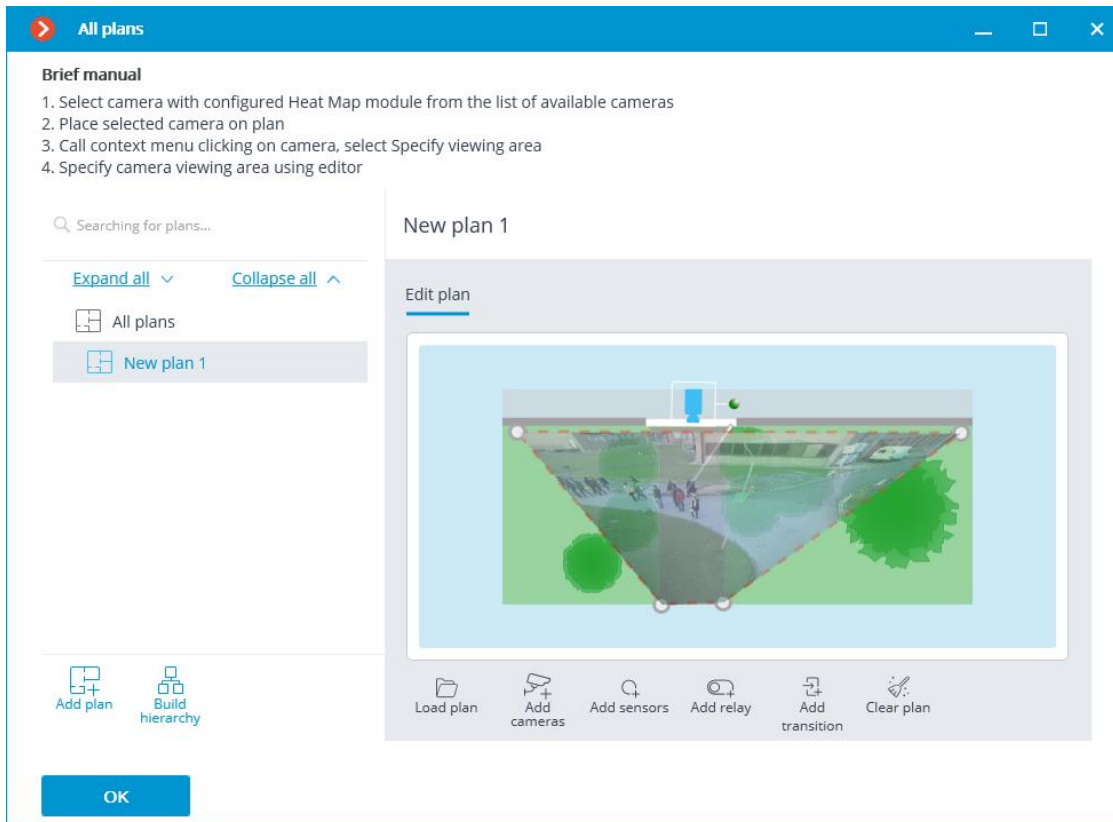 All plans
Brief manual
1. Select camera with configured Heat Map module from the list of available cameras
2. Place selected camera on plan
3. Call context menu clicking on camera, select Specify viewing area
4. Specify camera viewing area using editor
Searching for plans...
New plan 1
Expand all
Collapse all
Edit plan
All plans
New plan 1
Add plan
Build
hierarchy
Load plan
Add
cameras
Add sensors
Add relay
Add
transition
Clear plan
OK